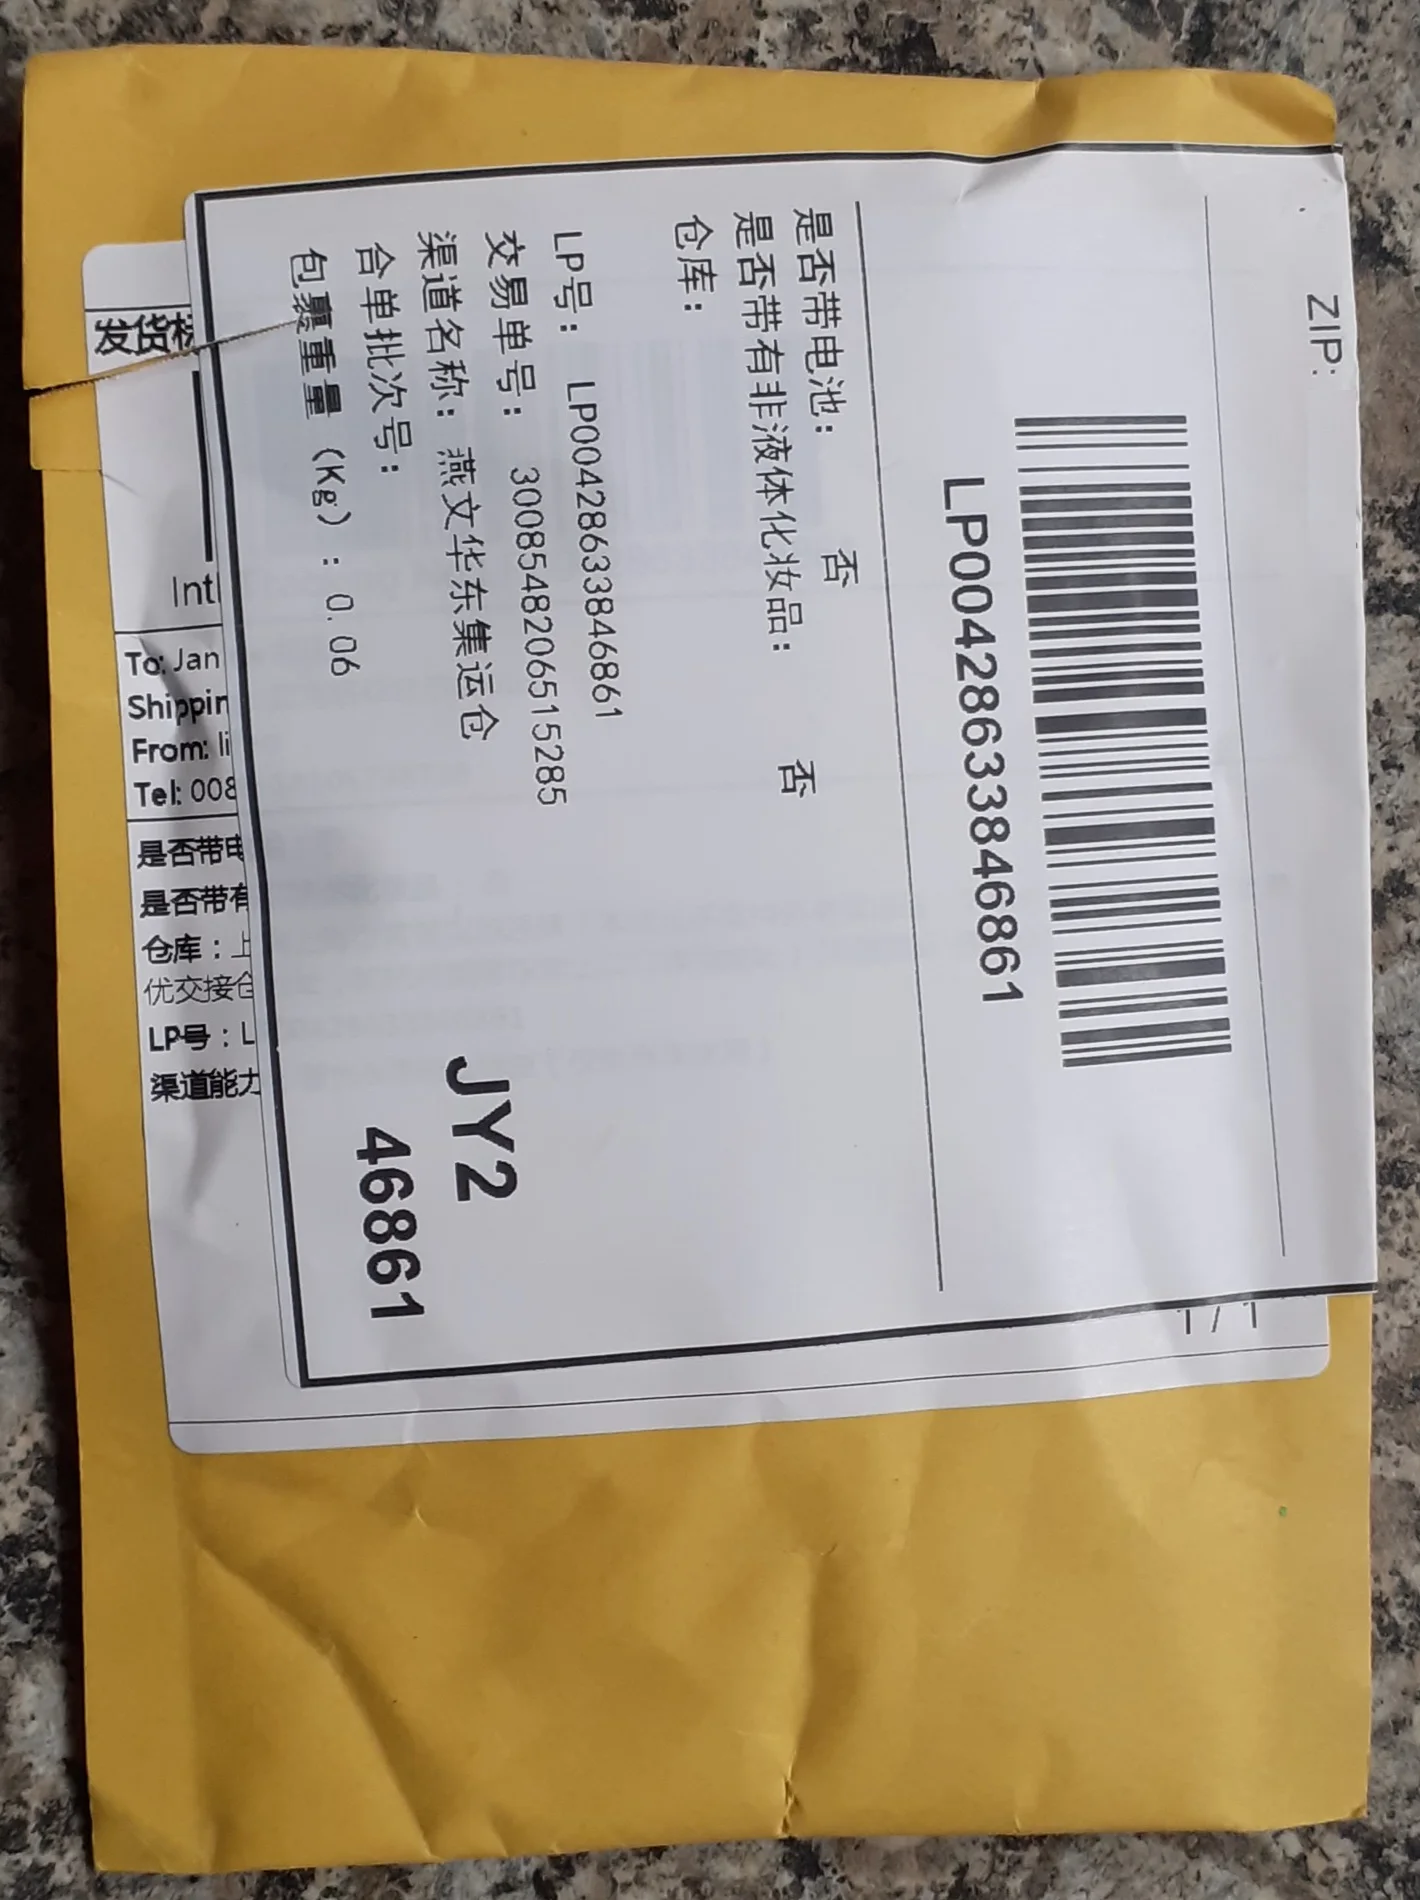 ZIP:
LP00428633846861
是否带电池: 否
是否带有非液体化妆品: 否
仓库:
LP号: LP00428633846861
交易单号: 3008548206515285
渠道名称: 燕文华东集运仓
合单批次号:
包裹重量 (Kg) : 0.06
JY2
46861
发货标
Intl
To: Jan
Shippin
From: li
Tel: 008
是否带电
是否带有
仓库：上
优交接仓
LP号：L
渠道能力
1 / 1